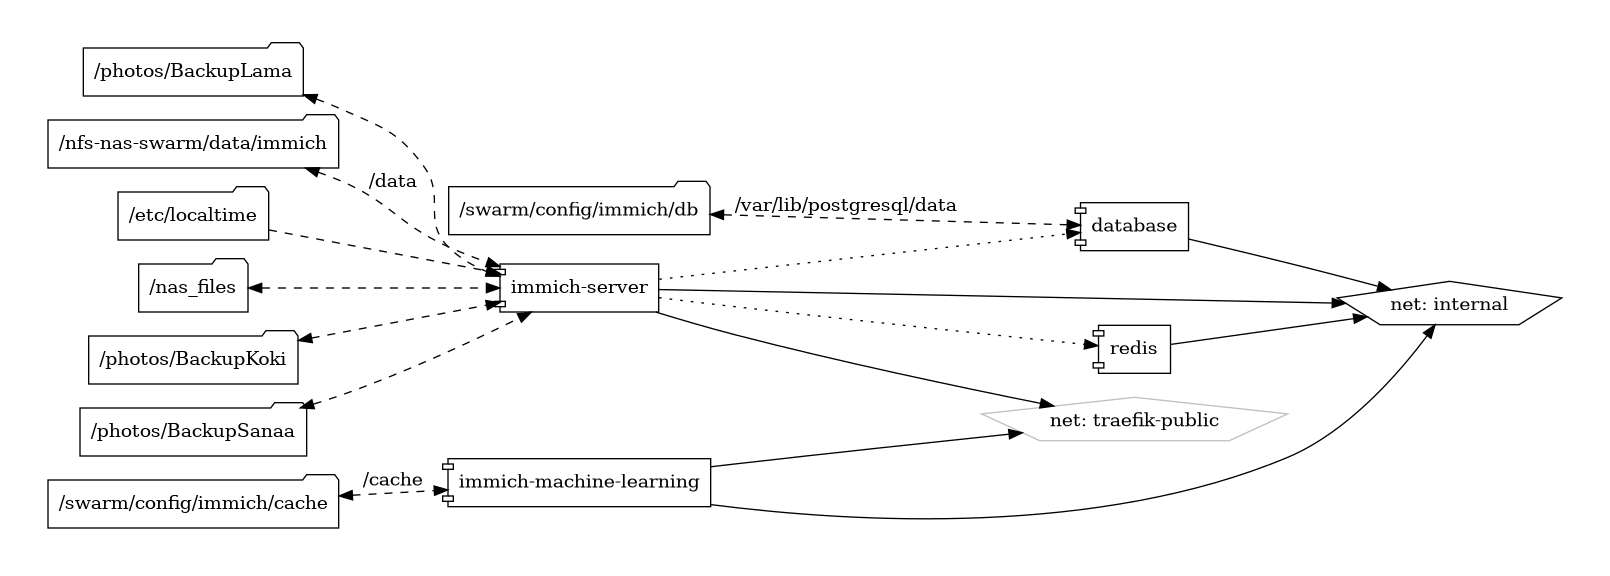 /photos/BackupLama
/nfs-nas-swarm/data/immich
/data
/etc/localtime
/swarm/config/immich/db
/var/lib/postgresql/data
database
/nas_files
immich-server
net: internal
/photos/BackupKoki
redis
/photos/BackupSanaa
net: traefik-public
/swarm/config/immich/cache
/cache
immich-machine-learning